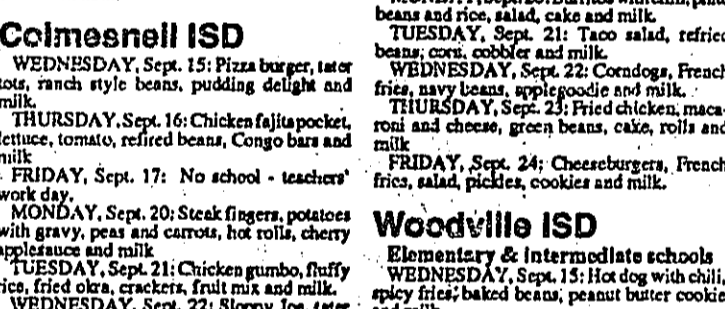 Colmesnell ISD
WEDNESDAY, Sept. 15: Pizza burger, tater
tots, ranch style beans, pudding delight and
milk.
THURSDAY, Sept. 16: Chicken fajita pocket,
lettuce, tomato, refired beans, Congo bars and
milk
FRIDAY, Sept. 17: No school - teachers'
work day.
MONDAY, Sept. 20: Steak fingers, potatoes
with gravy, peas and carrots, hot rolls, cherry
applesauce and milk
TUESDAY, Sept. 21: Chicken gumbo, fluffy
rice, fried okra, crackers, fruit mix and milk.
WEDNESDAY, Sept. 22: Sloppy Joe, tater
beans and rice, salad, cake and milk.
TUESDAY, Sept. 21: Taco salad, refried
beans, corn, cobbler and milk.
WEDNESDAY, Sept. 22: Corndogs, French
fries, navy beans, applegoodie and milk.
THURSDAY, Sept. 23: Fried chicken, maca-
roni and cheese, green beans, cake, rolls and
milk
FRIDAY, Sept. 24; Cheeseburgers, French
fries, salad, pickles, cookies and milk.
Woodville ISD
Elementary & Intermediate schools
WEDNESDAY, Sept. 15: Hot dog with chili,
spicy fries, baked beans, peanut butter cookie
and milk